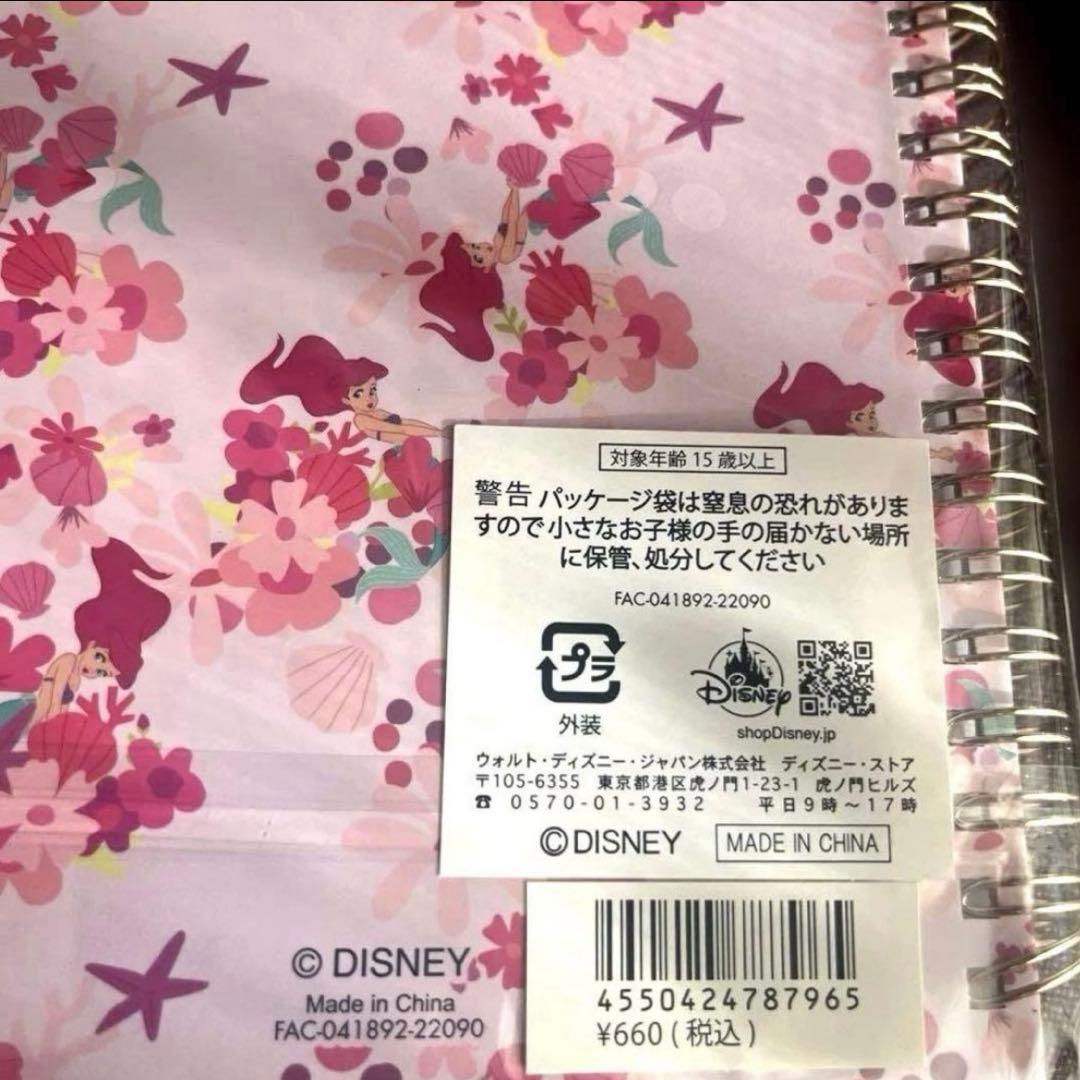 対象年齢 15 歳以上
警告 パッケージ袋は窒息の恐れがありま
すので小さなお子様の手の届かない場所
に保管、処分してください
FAC-041892-22090
プラ
外装
Disney
shopDisney.jp
ウォルト・ディズニー・ジャパン株式会社 ディズニー・ストア
〒105-6355 東京都港区虎ノ門1-23-1 虎ノ門ヒルズ
☎ 0570-01-3932 平日9時～17時
©DISNEY
MADE IN CHINA
© DISNEY
Made in China
FAC-041892-22090
4550424787965
¥660(税込)